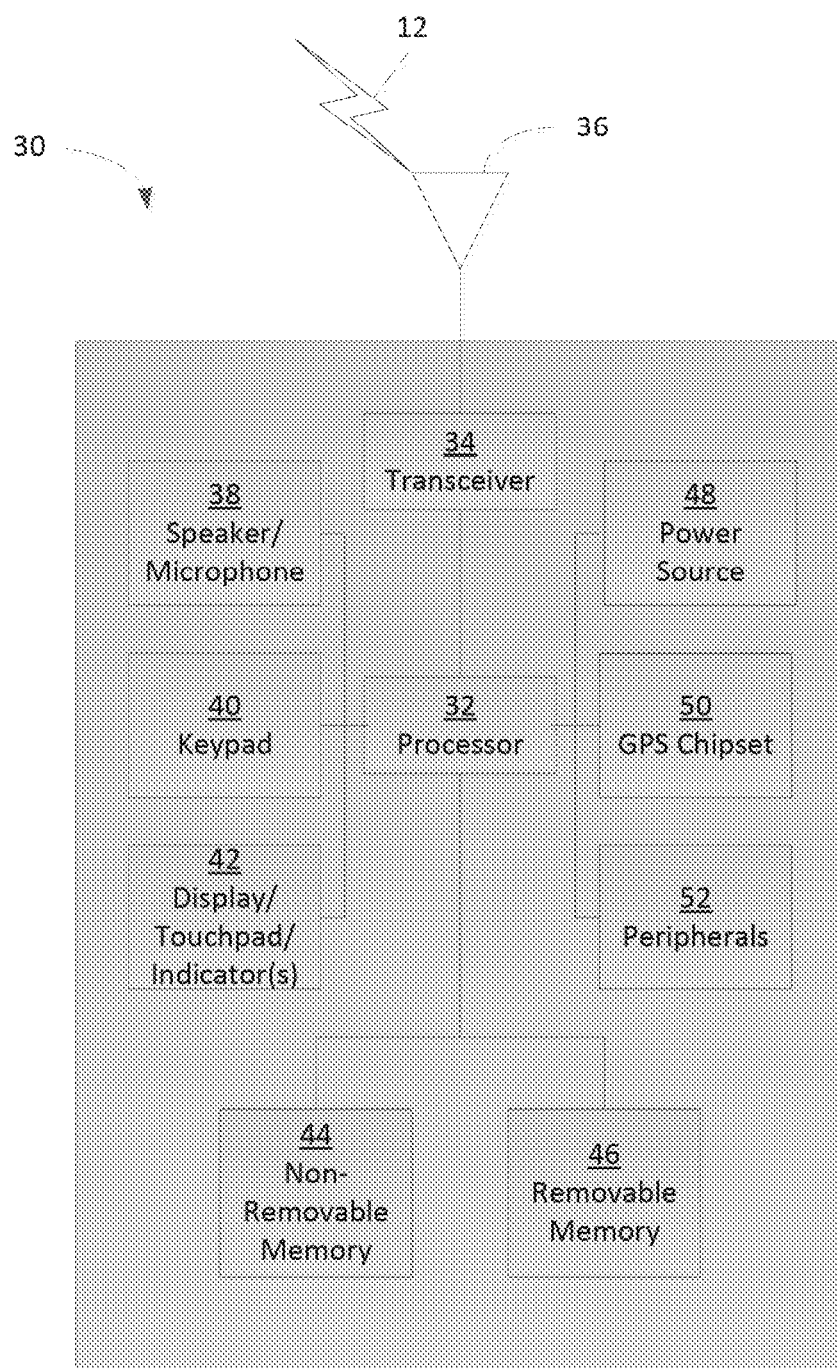 12
36
30
34
Transceiver
38
Speaker/
Microphone
48
Power
Source
40
Keypad
32
Processor
50
GPS Chipset
42
Display/
Touchpad/
Indicator(s)
52
Peripherals
44
Non-
Removable
Memory
46
Removable
Memory